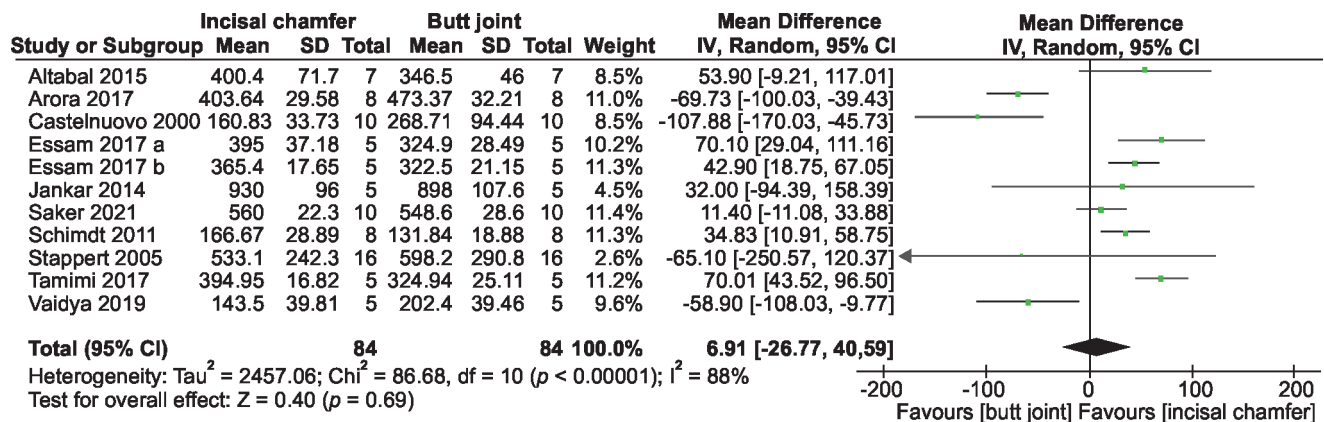 Incisal chamfer Butt joint Mean Difference Mean Difference
Study or Subgroup Mean SD Total Mean SD Total Weight IV, Random, 95% CI IV, Random, 95% CI
Altabal 2015 400.4 71.7 7 346.5 46 7 8.5% 53.90 [-9.21, 117.01]
Arora 2017 403.64 29.58 8 473.37 32.21 8 11.0% -69.73 [-100.03, -39.43]
Castelnuovo 2000 160.83 33.73 10 268.71 94.44 10 8.5% -107.88 [-170.03, -45.73]
Essam 2017 a 395 37.18 5 324.9 28.49 5 10.2% 70.10 [29.04, 111.16]
Essam 2017 b 365.4 17.65 5 322.5 21.15 5 11.3% 42.90 [18.75, 67.05]
Jankar 2014 930 96 5 898 107.6 5 4.5% 32.00 [-94.39, 158.39]
Saker 2021 560 22.3 10 548.6 28.6 10 11.4% 11.40 [-11.08, 33.88]
Schimdt 2011 166.67 28.89 8 131.84 18.88 8 11.3% 34.83 [10.91, 58.75]
Stappert 2005 533.1 242.3 16 598.2 290.8 16 2.6% -65.10 [-250.57, 120.37]
Tamimi 2017 394.95 16.82 5 324.94 25.11 5 11.2% 70.01 [43.52, 96.50]
Vaidya 2019 143.5 39.81 5 202.4 39.46 5 9.6% -58.90 [-108.03, -9.77]
Total (95% CI) 84 84 100.0% 6.91 [-26.77, 40,59]
Heterogeneity: Tau² = 2457.06; Chi² = 86.68, df = 10 (p < 0.00001); I² = 88%
Test for overall effect: Z = 0.40 (p = 0.69)
-200 -100 0 100 200
Favours [butt joint] Favours [incisal chamfer]